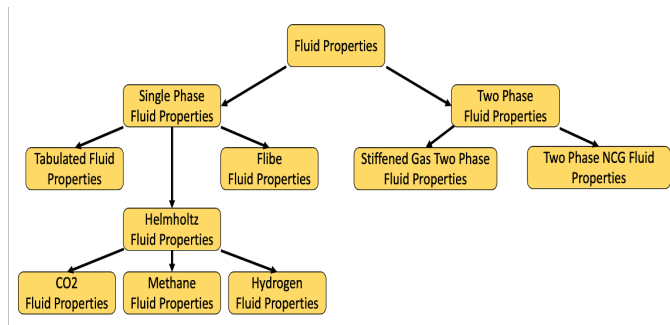 Fluid Properties
Single Phase
Fluid Properties
Two Phase
Fluid Properties
Tabulated Fluid
Properties
Flibe
Fluid Properties
Stiffened Gas Two Phase
Fluid Properties
Two Phase NCG Fluid
Properties
Helmholtz
Fluid Properties
CO2
Fluid Properties
Methane
Fluid Properties
Hydrogen
Fluid Properties